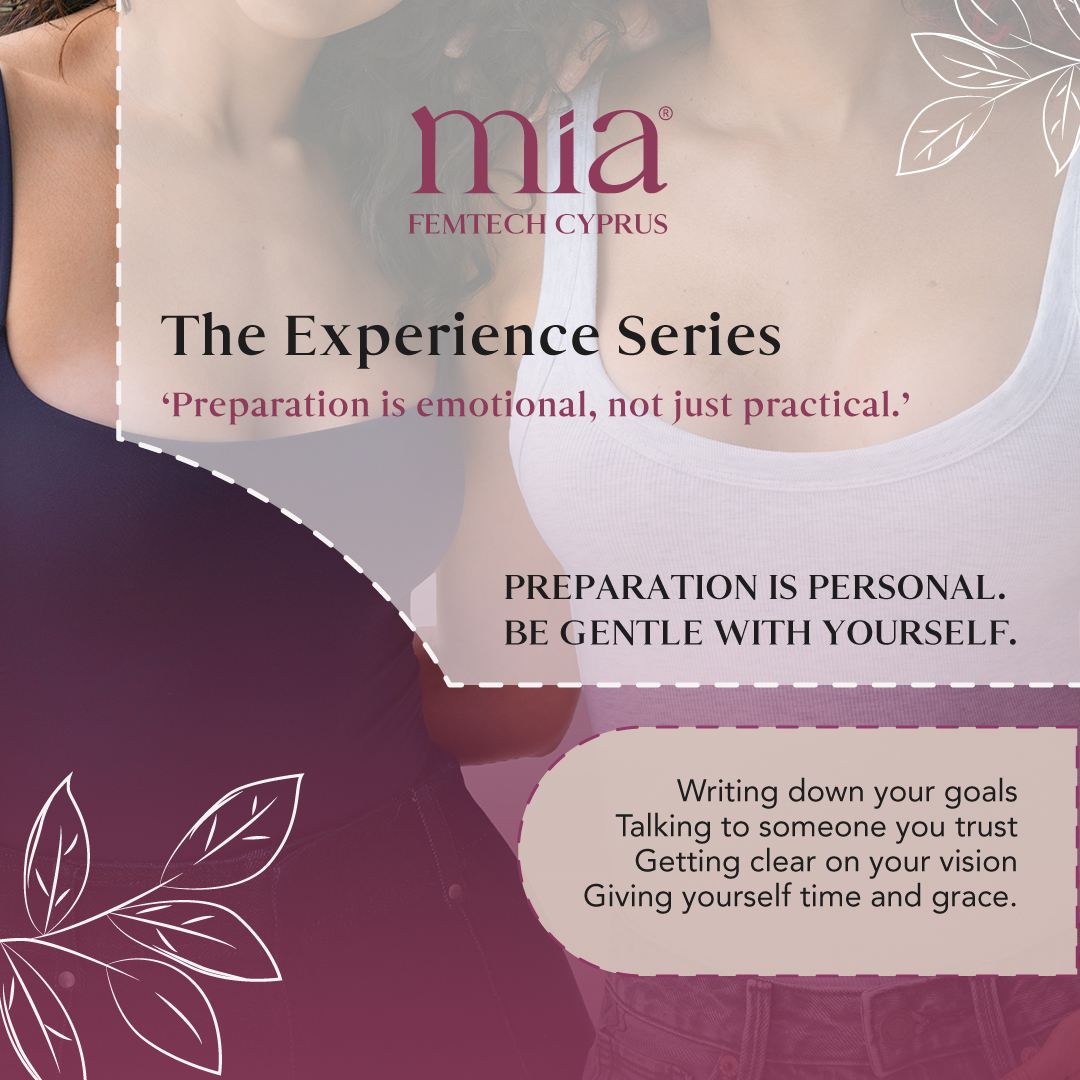 mia®
FEMTECH CYPRUS
The Experience Series
‘Preparation is emotional, not just practical.’
PREPARATION IS PERSONAL.
BE GENTLE WITH YOURSELF.
Writing down your goals
Talking to someone you trust
Getting clear on your vision
Giving yourself time and grace.